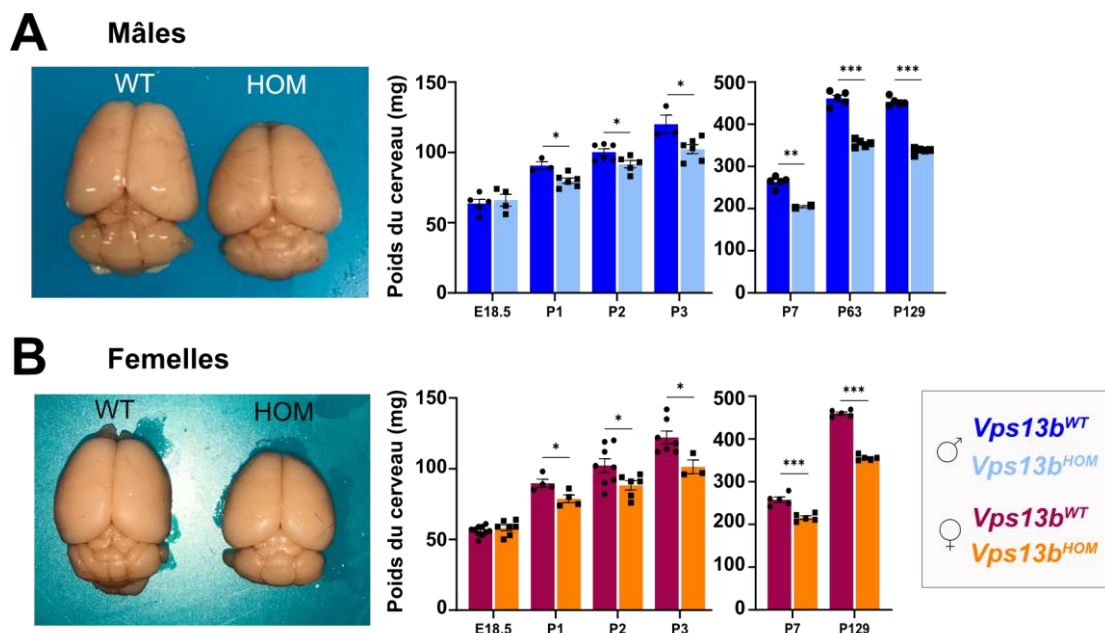 A Mâles
WT HOM
Poids du cerveau (mg)
150
100
50
0
* * *
E18.5 P1 P2 P3
500
400
300
200
100
0
** *** ***
P7 P63 P129
B Femelles
WT HOM
Poids du cerveau (mg)
150
100
50
0
* * *
E18.5 P1 P2 P3
500
400
300
200
100
0
*** ***
P7 P129
♂ Vps13bWT
Vps13bHOM
♀ Vps13bWT
Vps13bHOM